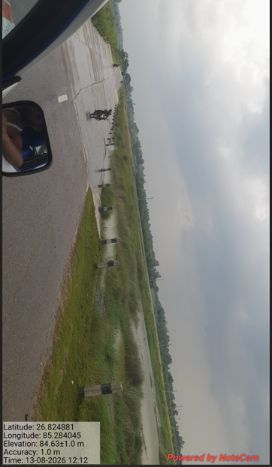 Latitude: 26.824881
Longitude: 85.284045
Elevation: 84.63±1.0 m
Accuracy: 1.0 m
Time: 13-08-2026 12:12
Powered by NoteCam